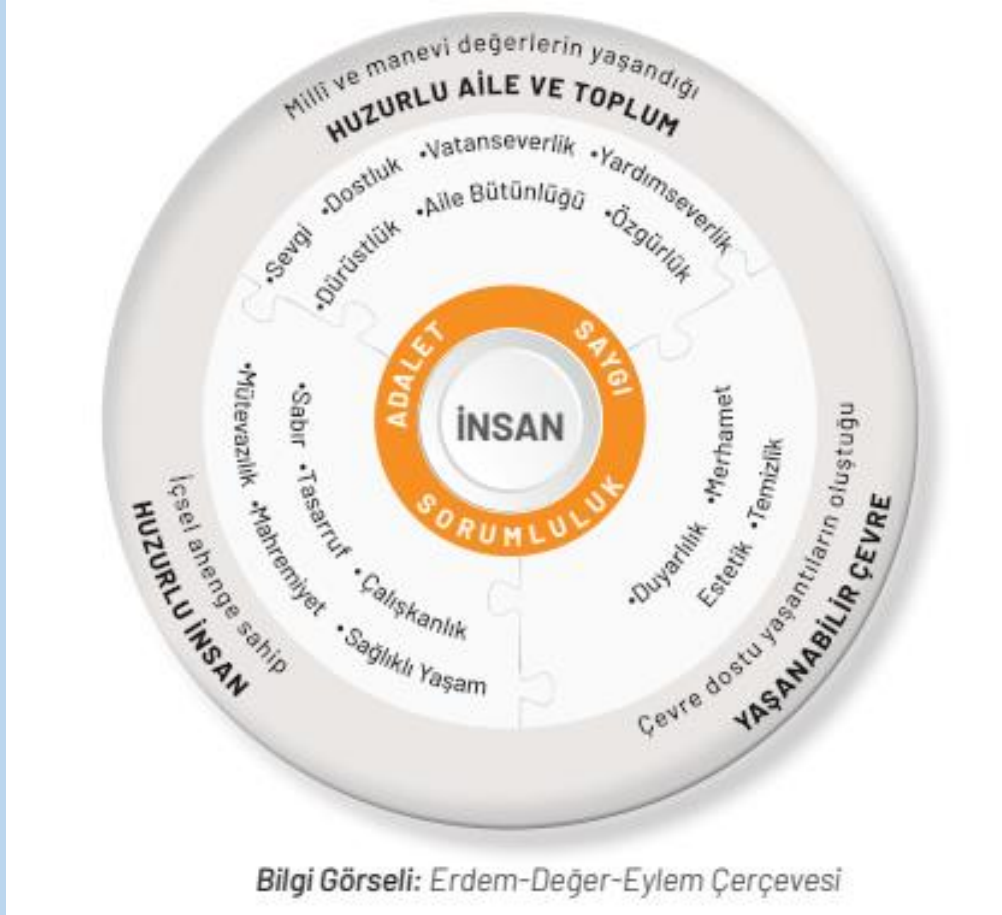 Millî ve manevi değerlerin yaşandığı
HUZURLU AİLE VE TOPLUM
•Sevgi •Dostluk •Vatanseverlik •Yardımseverlik
•Dürüstlük •Aile Bütünlüğü •Özgürlük
ADALET
SAYGI
SORUMLULUK
İNSAN
•Mütevazılık •Mahremiyet •Sağlıklı Yaşam
•Sabır •Tasarruf •Çalışkanlık
İçsel ahenge sahip
HUZURLU İNSAN
•Duyarlılık •Merhamet
Estetik •Temizlik
Çevre dostu yaşantıların oluştuğu
YAŞANABİLİR ÇEVRE
Bilgi Görseli: Erdem-Değer-Eylem Çerçevesi